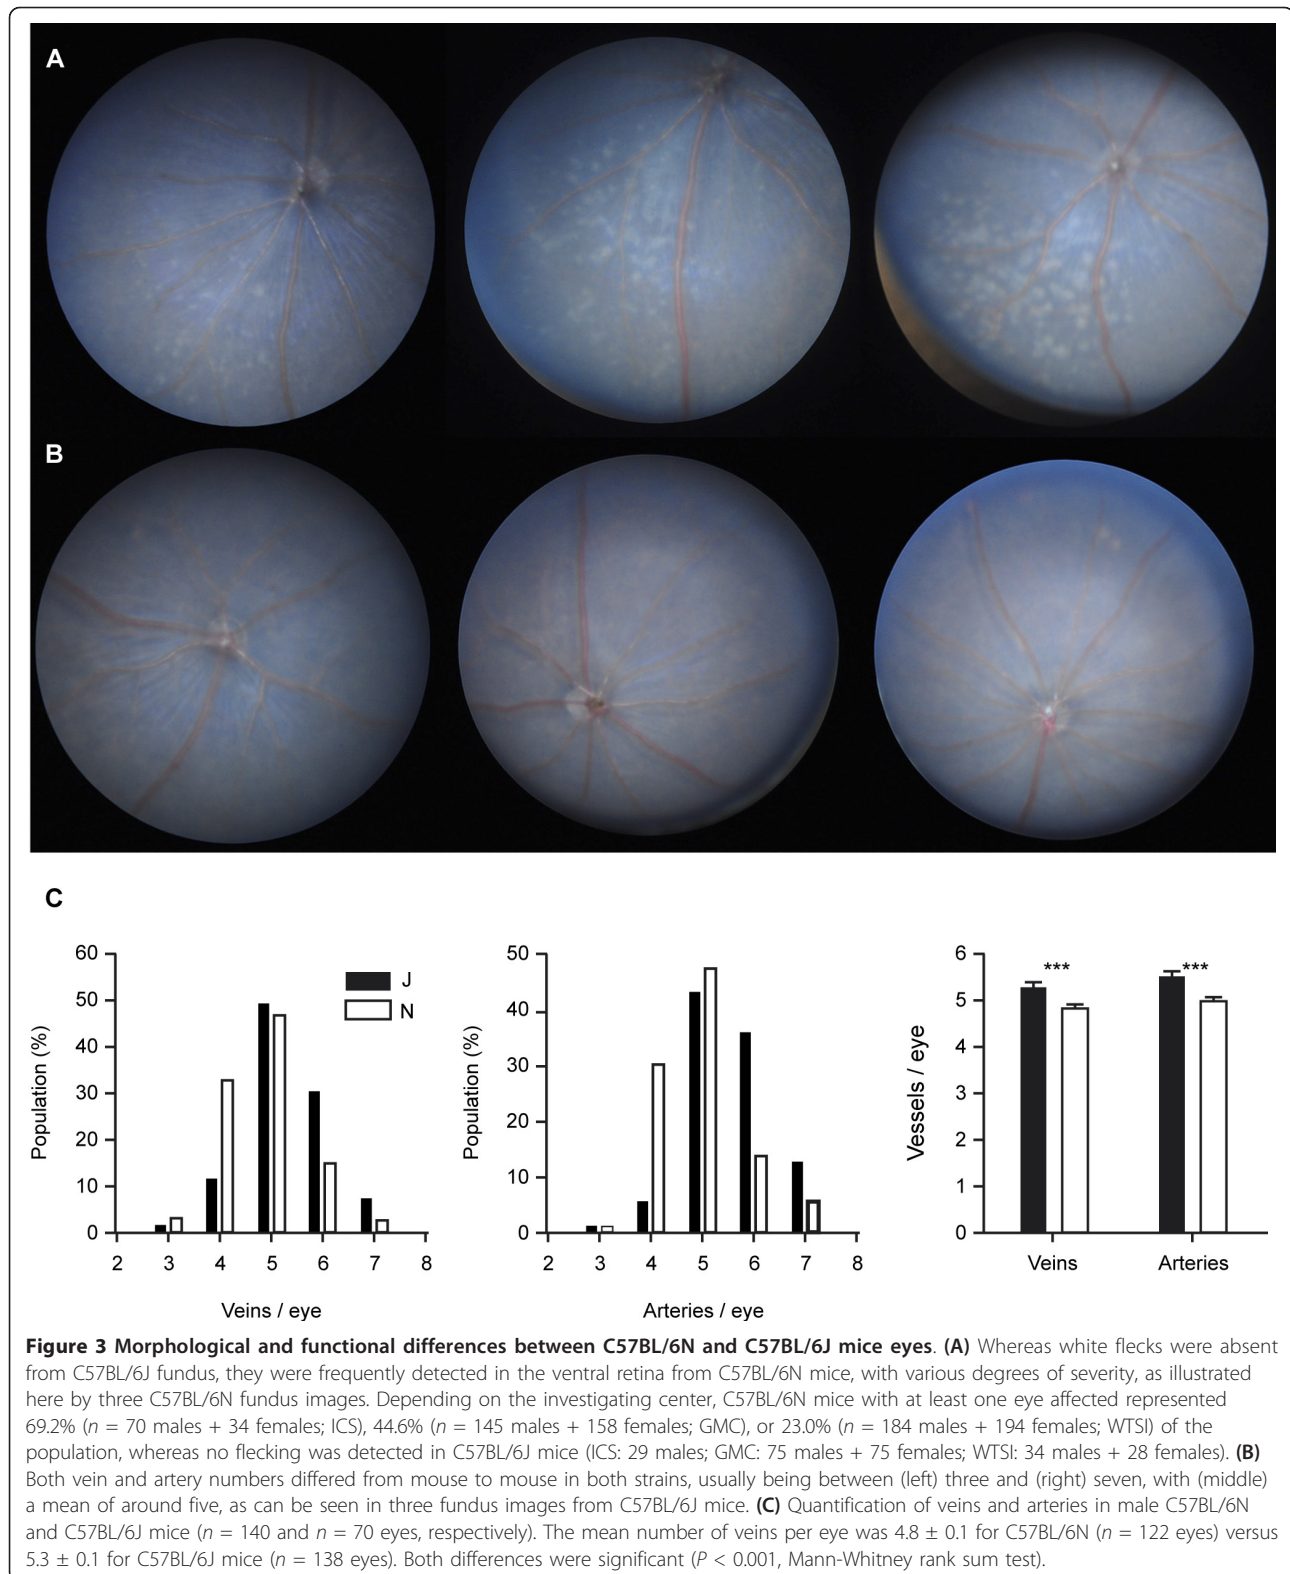 A
B
C
60
50
40
30
20
10
0
Population (%)
J
N
2 3 4 5 6 7 8
Veins / eye
50
40
30
20
10
0
Population (%)
2 3 4 5 6 7 8
Arteries / eye
6
5
4
3
2
1
0
Vessels / eye
*** ***
Veins Arteries
Figure 3 Morphological and functional differences between C57BL/6N and C57BL/6J mice eyes. (A) Whereas white flecks were absent
from C57BL/6J fundus, they were frequently detected in the ventral retina from C57BL/6N mice, with various degrees of severity, as illustrated
here by three C57BL/6N fundus images. Depending on the investigating center, C57BL/6N mice with at least one eye affected represented
69.2% (n = 70 males + 34 females; ICS), 44.6% (n = 145 males + 158 females; GMC), or 23.0% (n = 184 males + 194 females; WTSI) of the
population, whereas no flecking was detected in C57BL/6J mice (ICS: 29 males; GMC: 75 males + 75 females; WTSI: 34 males + 28 females). (B)
Both vein and artery numbers differed from mouse to mouse in both strains, usually being between (left) three and (right) seven, with (middle)
a mean of around five, as can be seen in three fundus images from C57BL/6J mice. (C) Quantification of veins and arteries in male C57BL/6N
and C57BL/6J mice (n = 140 and n = 70 eyes, respectively). The mean number of veins per eye was 4.8 ± 0.1 for C57BL/6N (n = 122 eyes) versus
5.3 ± 0.1 for C57BL/6J mice (n = 138 eyes). Both differences were significant (P < 0.001, Mann-Whitney rank sum test).